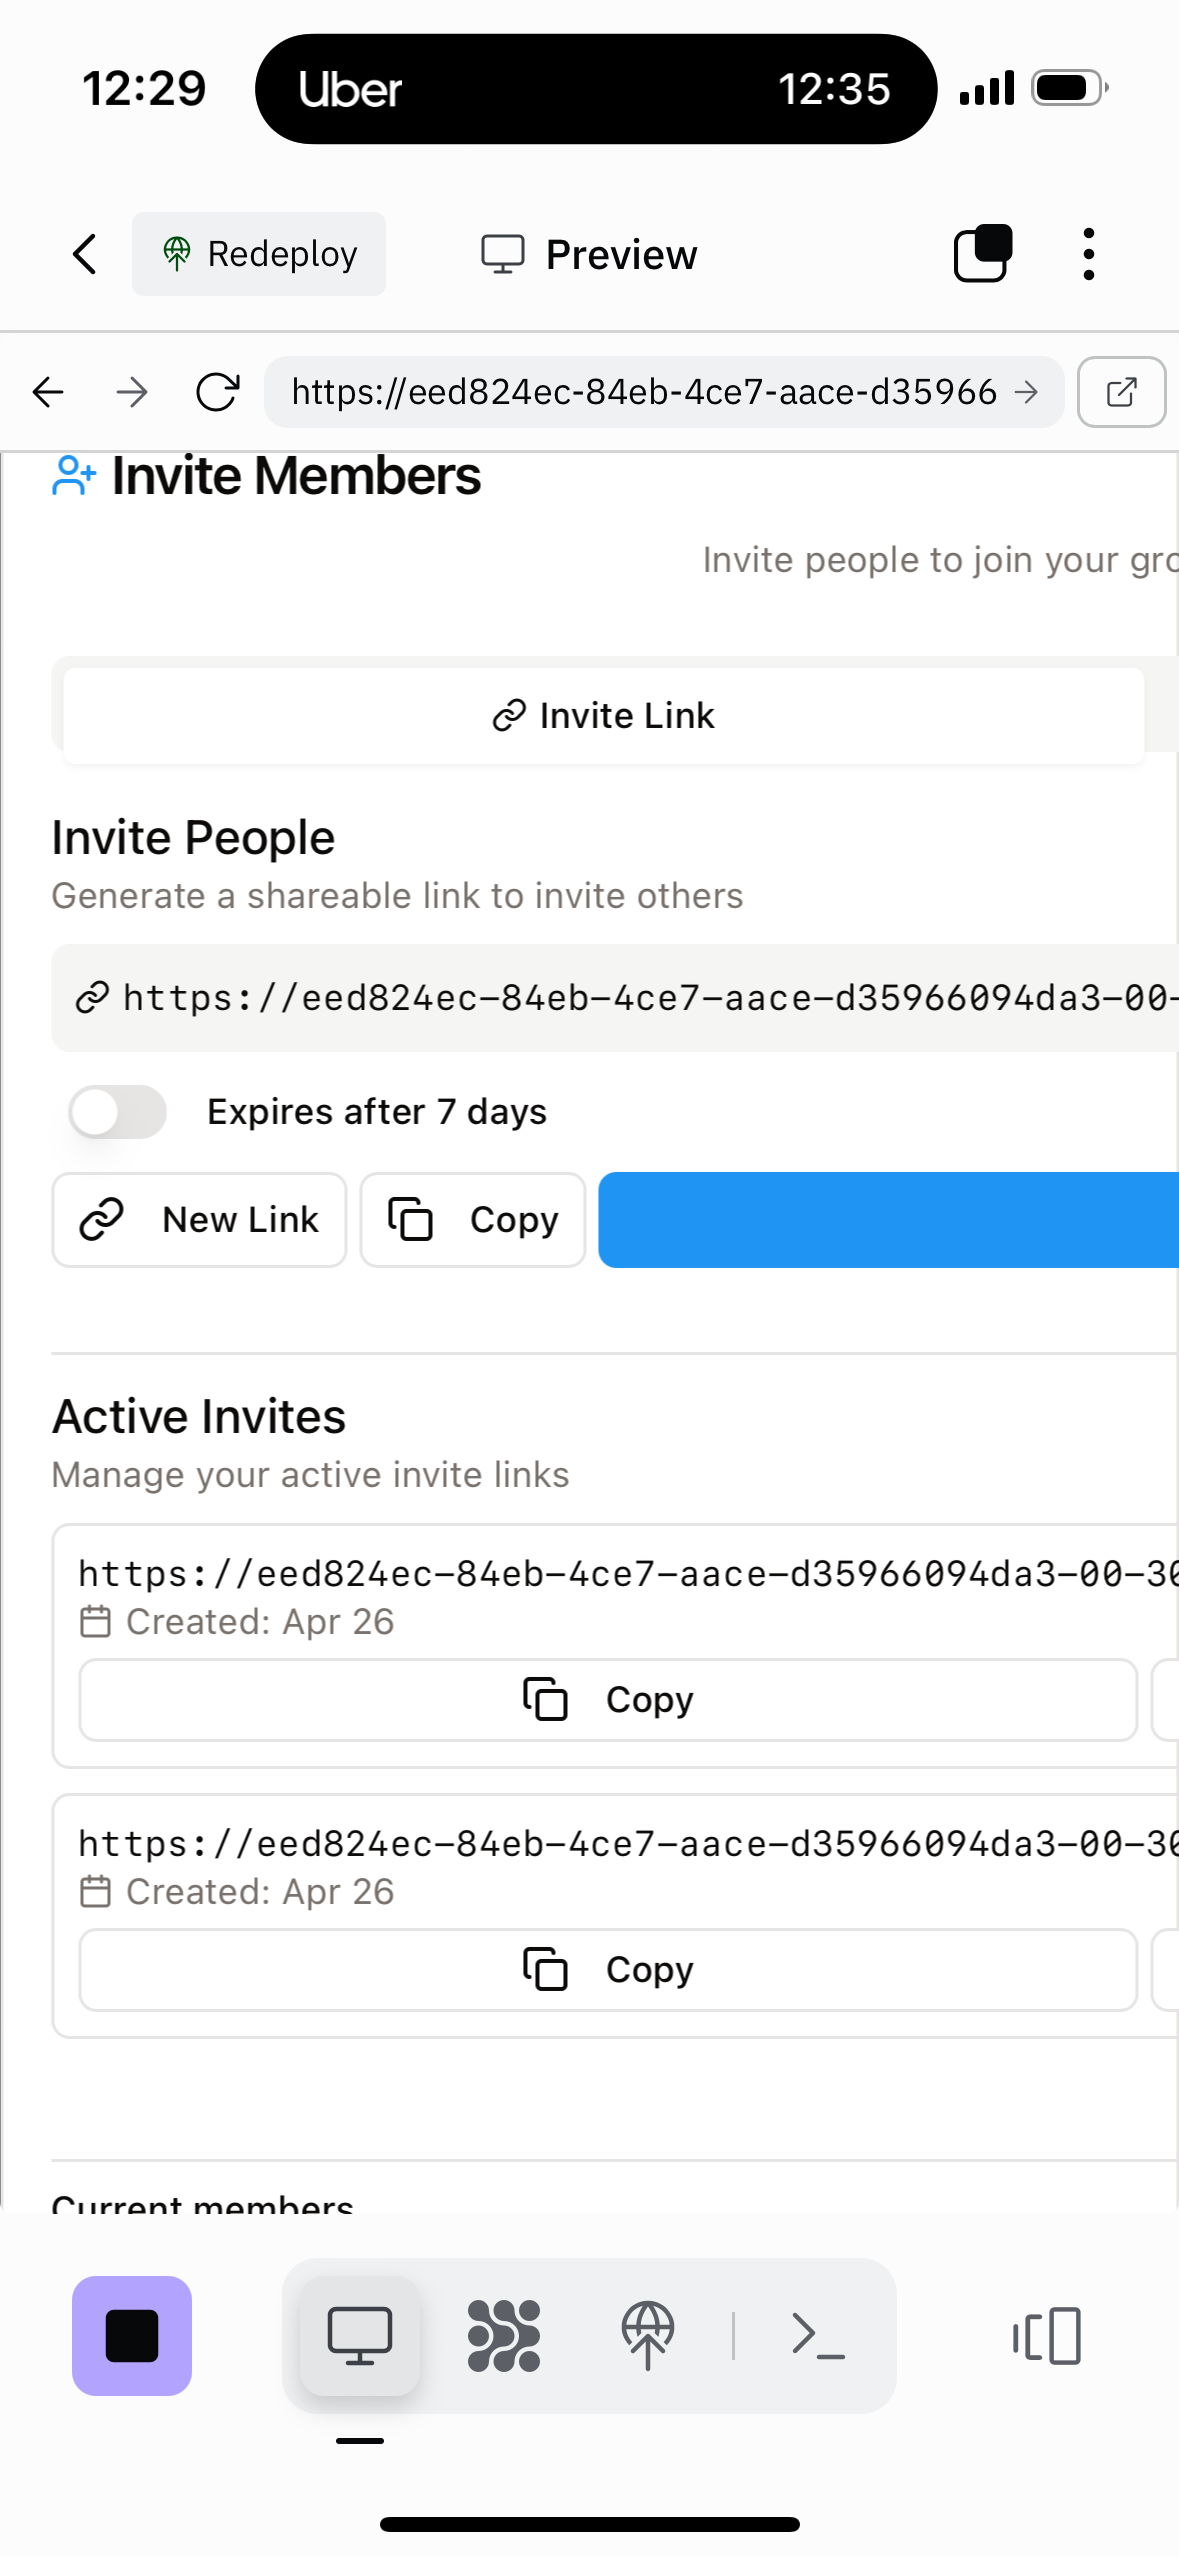 12:29 Uber 12:35
Redeploy Preview
https://eed824ec-84eb-4ce7-aace-d35966
Invite Members
Invite people to join your gro
Invite Link
Invite People
Generate a shareable link to invite others
https://eed824ec-84eb-4ce7-aace-d35966094da3-00-
Expires after 7 days
New Link Copy
Active Invites
Manage your active invite links
https://eed824ec-84eb-4ce7-aace-d35966094da3-00-30
Created: Apr 26
Copy
https://eed824ec-84eb-4ce7-aace-d35966094da3-00-30
Created: Apr 26
Copy
Current members